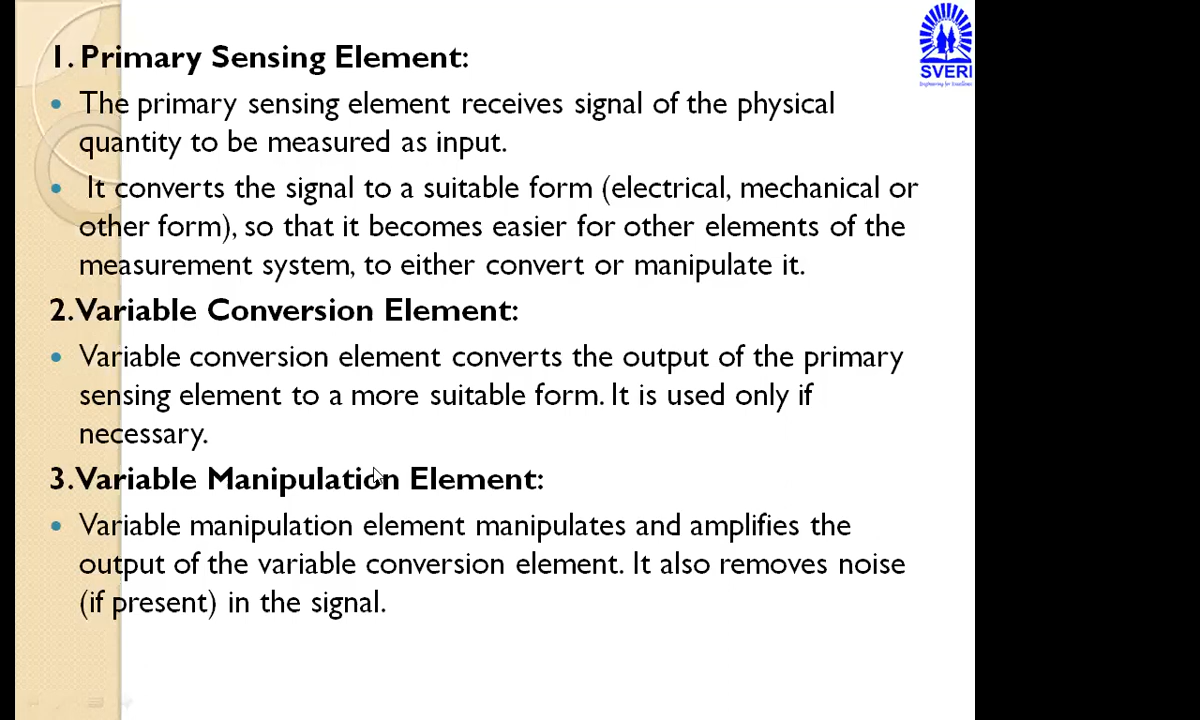 1. Primary Sensing Element:
• The primary sensing element receives signal of the physical
quantity to be measured as input.
• It converts the signal to a suitable form (electrical, mechanical or
other form), so that it becomes easier for other elements of the
measurement system, to either convert or manipulate it.
2. Variable Conversion Element:
• Variable conversion element converts the output of the primary
sensing element to a more suitable form. It is used only if
necessary.
3. Variable Manipulation Element:
• Variable manipulation element manipulates and amplifies the
output of the variable conversion element. It also removes noise
(if present) in the signal.
SVERI
Engineering for Excellence